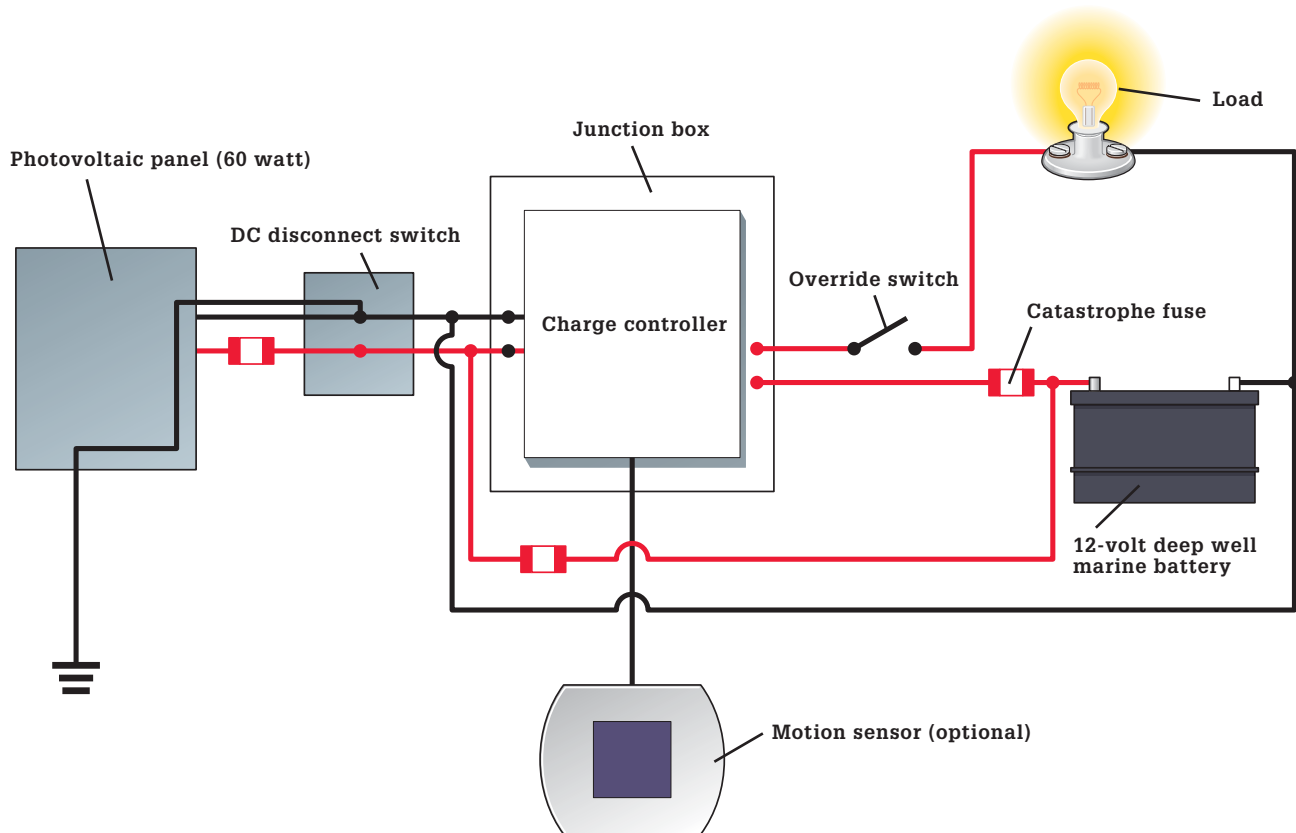 Load
Junction box
Photovoltaic panel (60 watt)
DC disconnect switch
Override switch
Catastrophe fuse
Charge controller
12-volt deep well
marine battery
Motion sensor (optional)